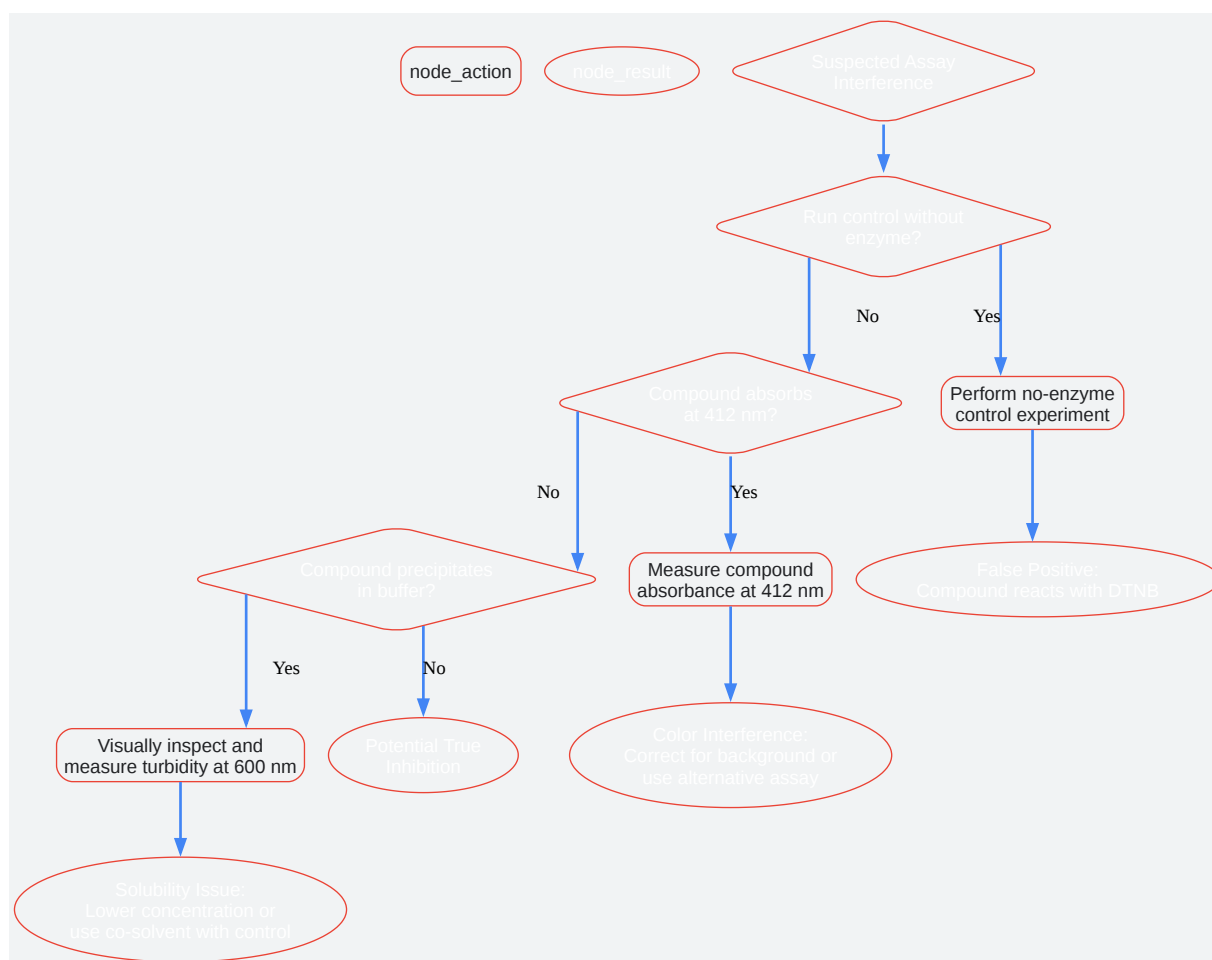 node_action
node_result
Suspected Assay
Interference
Run control without
enzyme?
No
Yes
Compound absorbs
at 412 nm?
Perform no-enzyme
control experiment
No
Yes
Compound precipitates
in buffer?
Measure compound
absorbance at 412 nm
False Positive:
Compound reacts with DTNB
Yes
No
Visually inspect and
measure turbidity at 600 nm
Potential True
Inhibition
Color Interference:
Correct for background or
use alternative assay
Solubility Issue:
Lower concentration or
use co-solvent with control